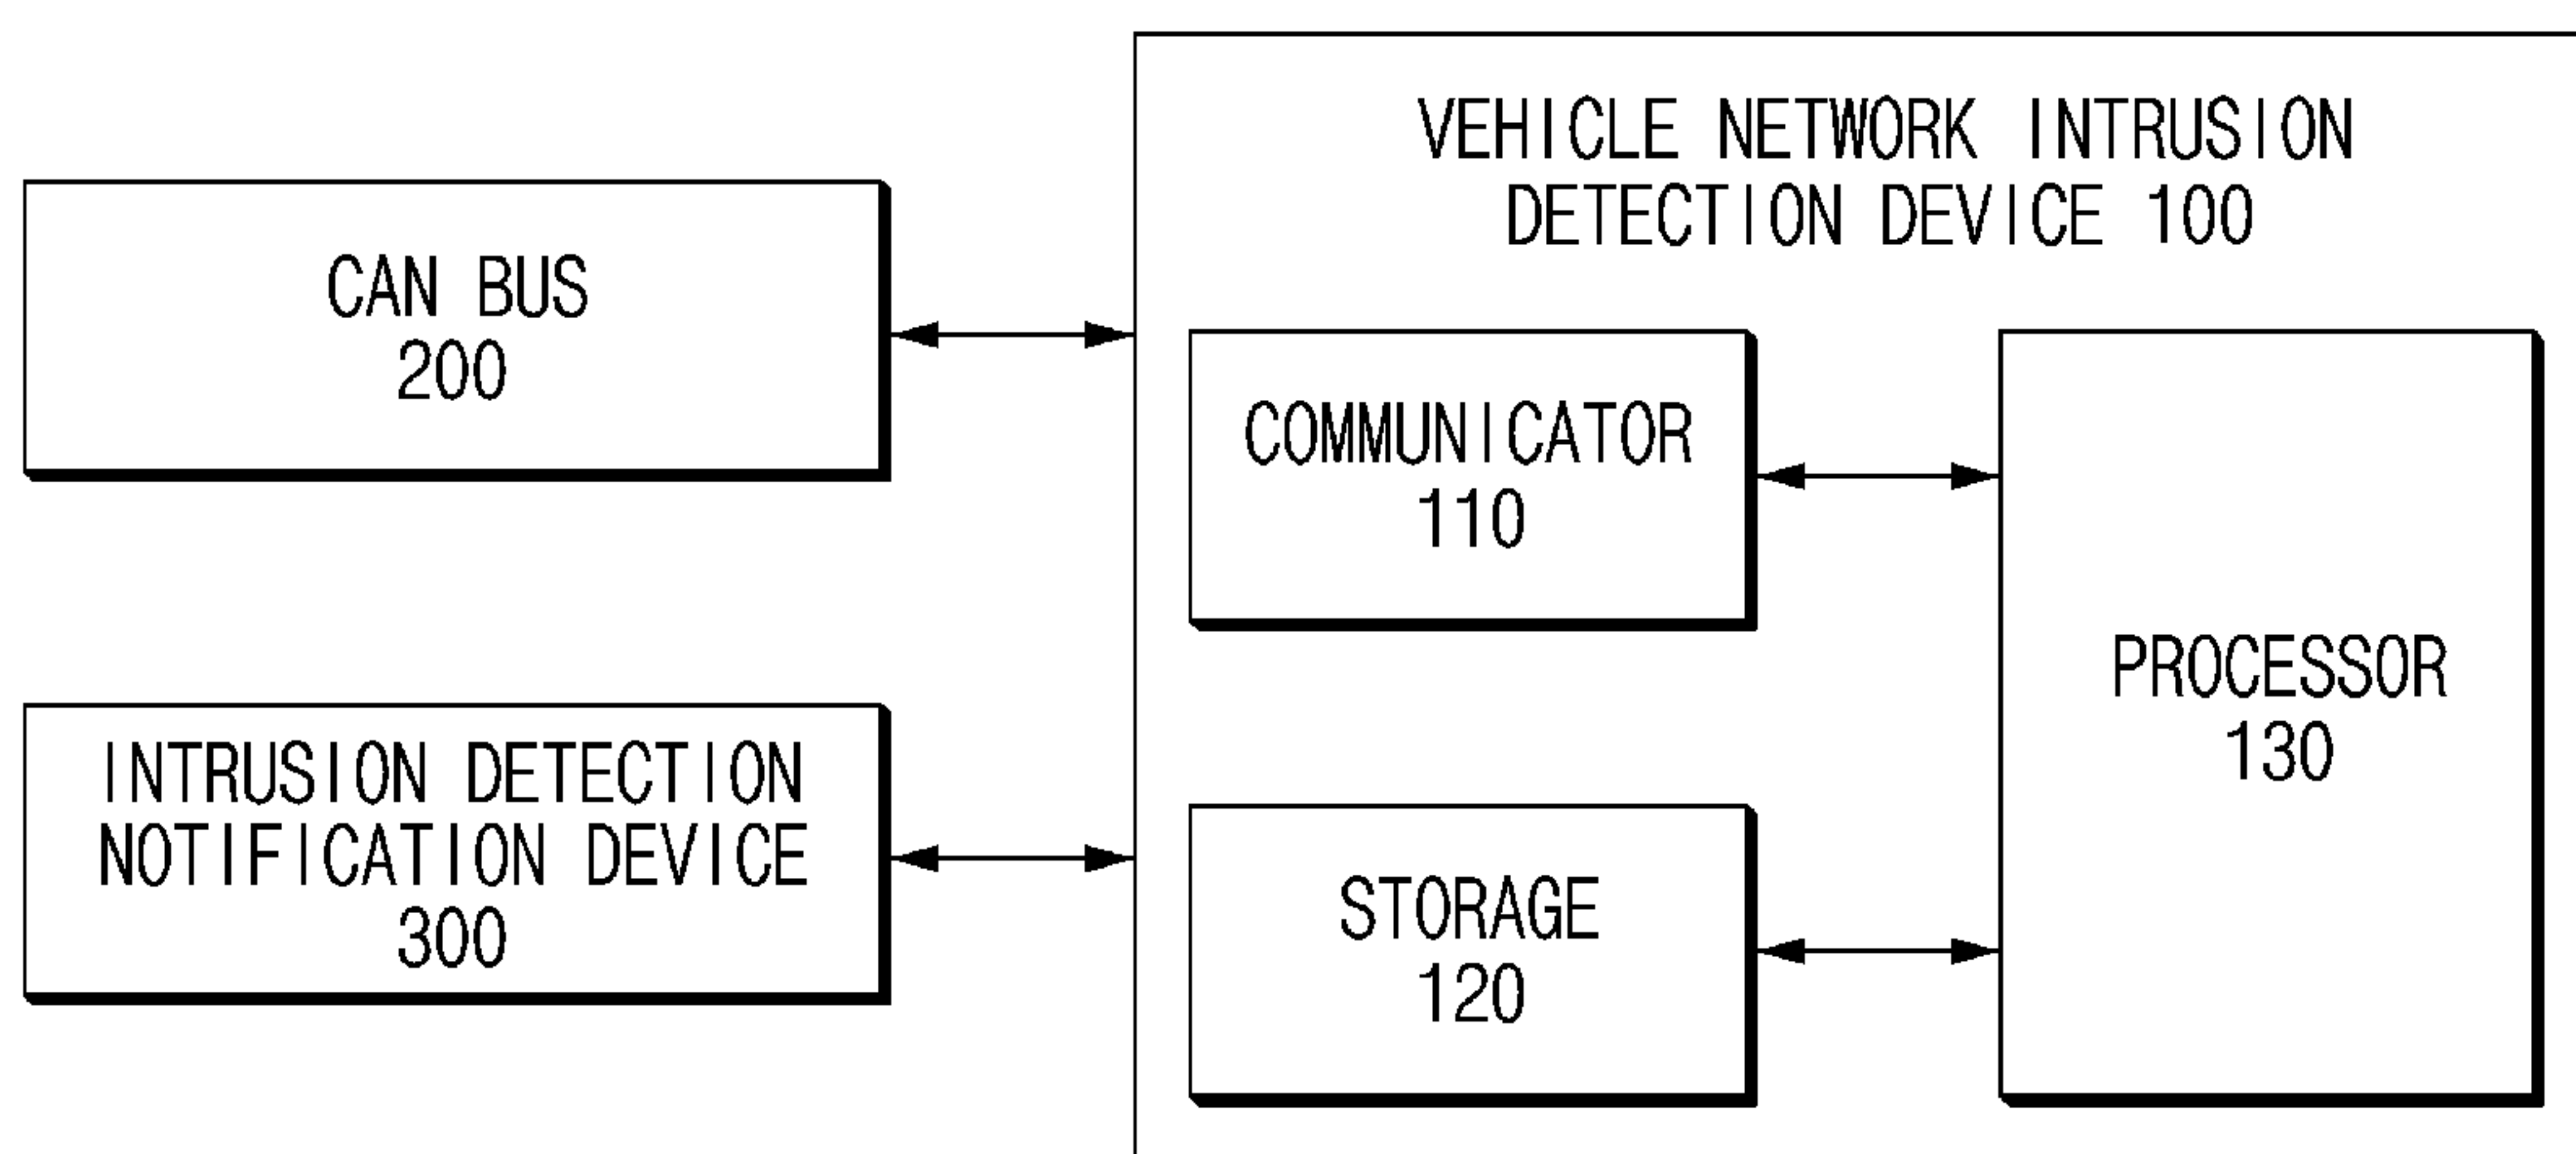 VEHICLE NETWORK INTRUSION
DETECTION DEVICE 100
CAN BUS
200
COMMUNICATOR
110
PROCESSOR
130
INTRUSION DETECTION
NOTIFICATION DEVICE
300
STORAGE
120